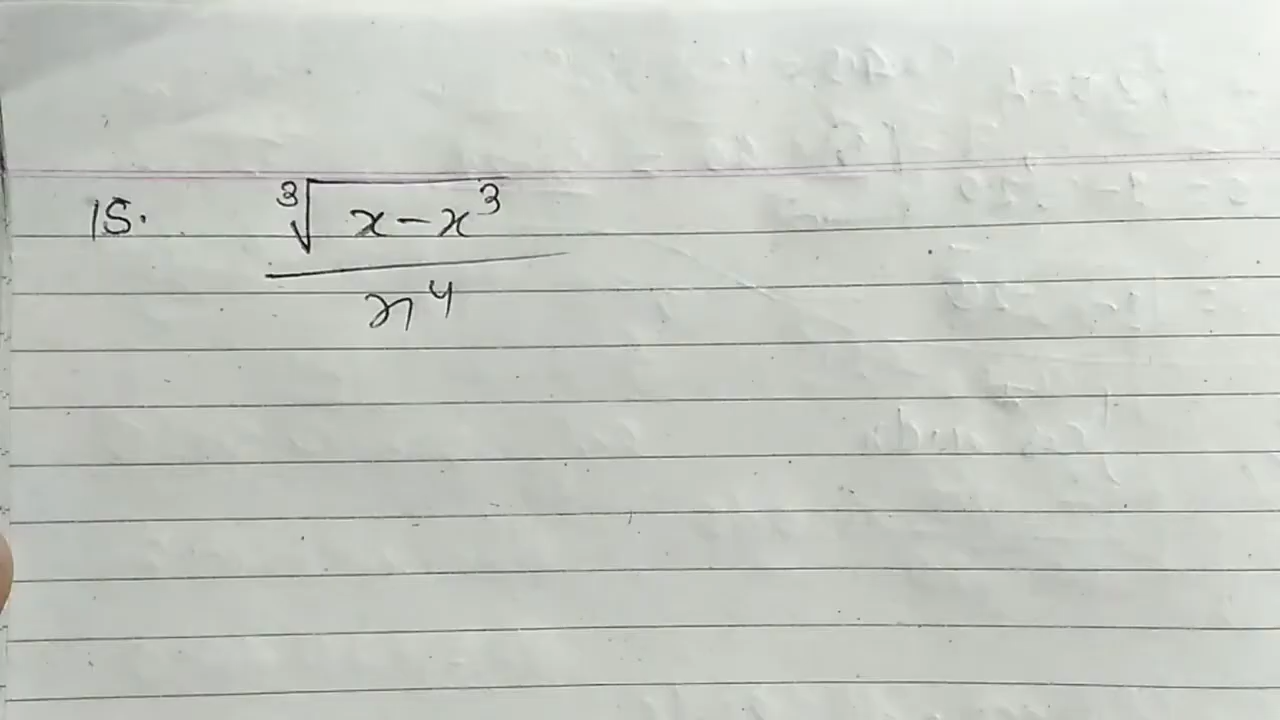 15. ∛(x - x³)
x⁴